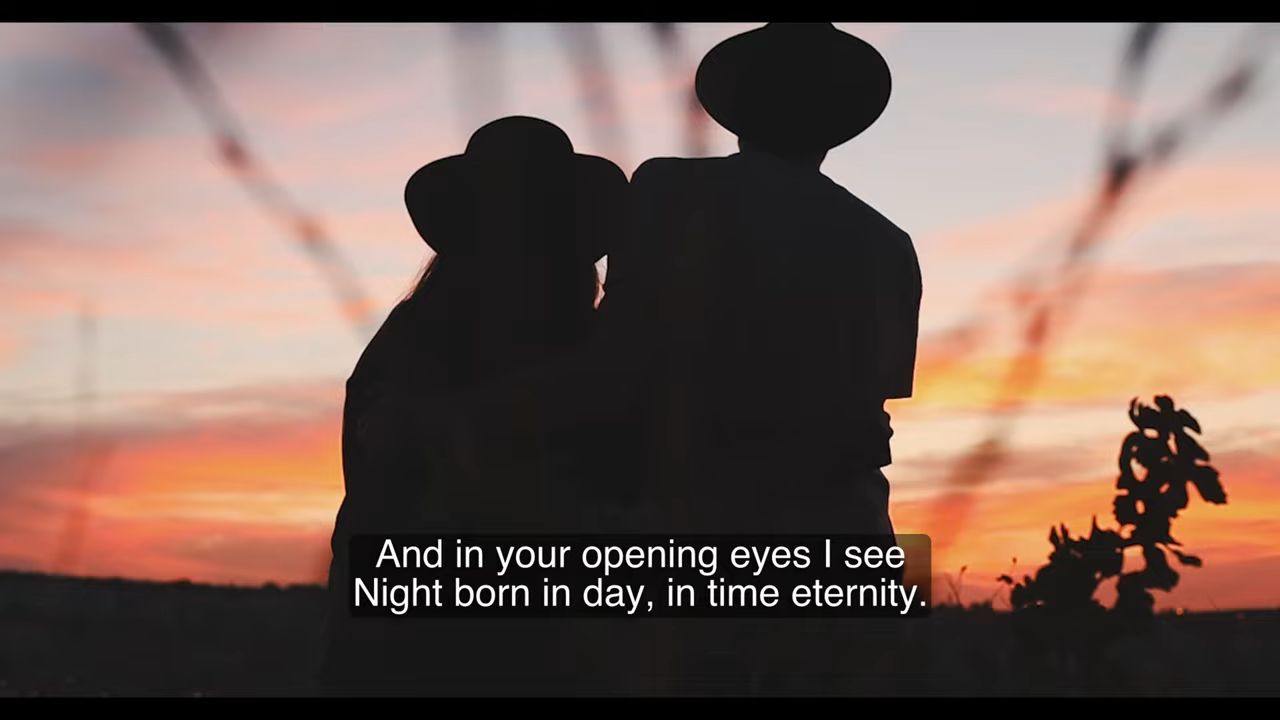 And in your opening eyes I see
Night born in day, in time eternity.